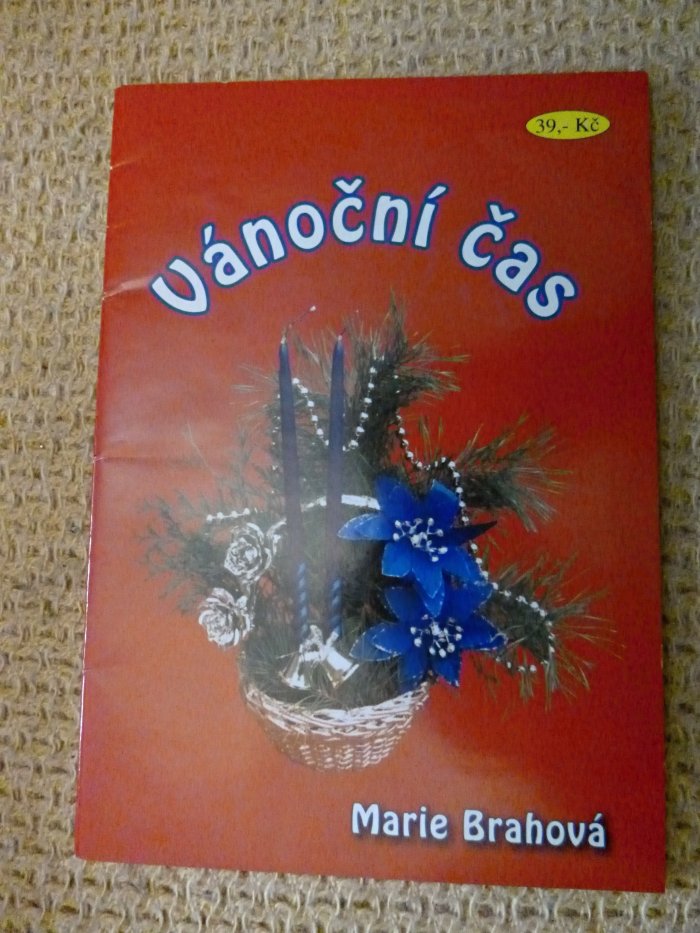 39,- Kč
Vánoční čas
Marie Brahová